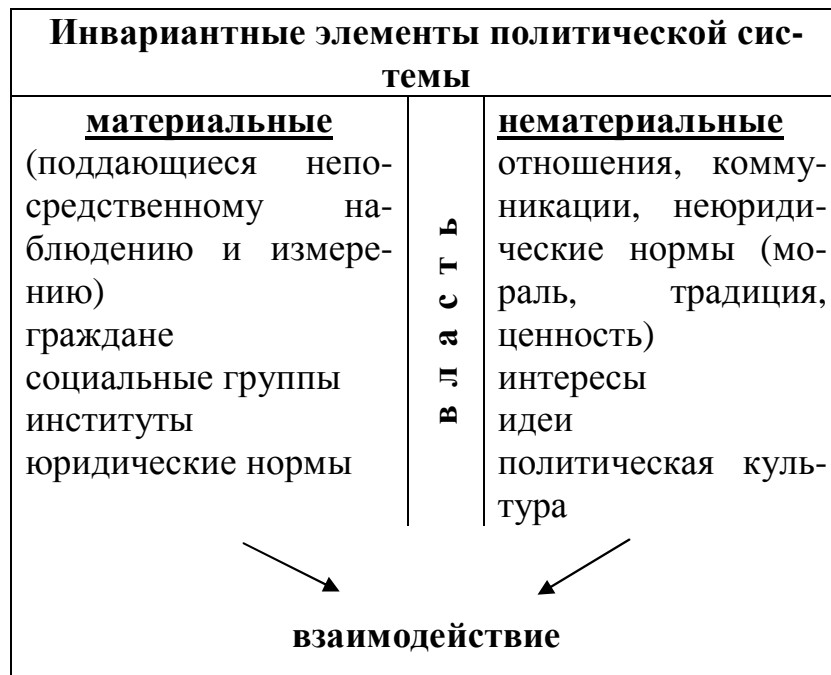 Инвариантные элементы политической сис-
темы
материальные
(поддающиеся непо-
средственному на-
блюдению и измере-
нию)
граждане
социальные группы
институты
юридические нормы
власть
нематериальные
отношения, комму-
никации, неюриди-
ческие нормы (мо-
раль, традиция,
ценность)
интересы
идеи
политическая куль-
тура
взаимодействие